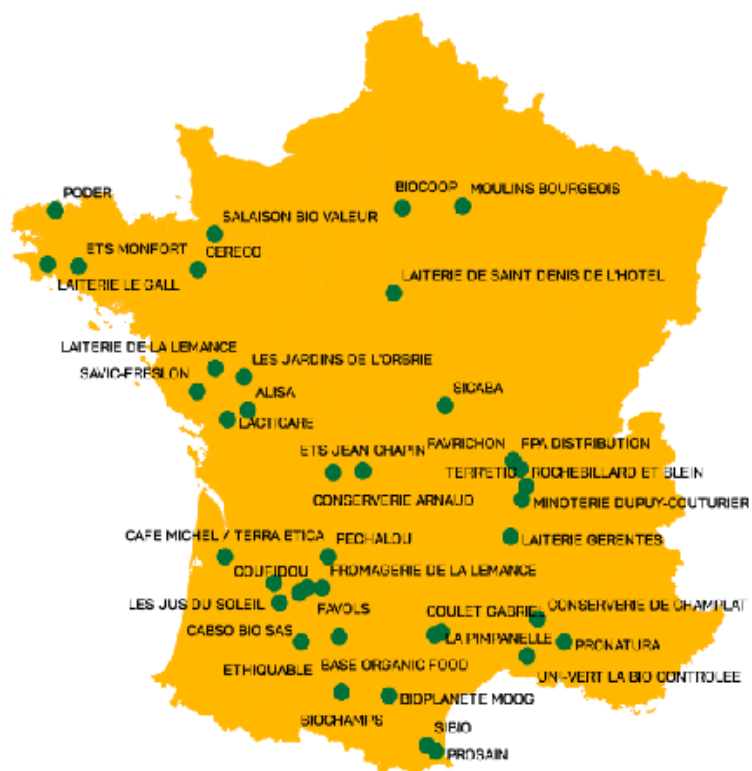 PODER
BIOCOOP
MOULINS BOURGEOIS
SALAISON BIO VALEUR
ETS MONFORT
CERECO
LAITERIE LE GALL
LAITERIE DE SAINT DENIS DE L'HOTEL
LAITERIE DE LA LEMANCE
LES JARDINS DE L'ORBRIE
SAVIC-FRESLON
ALISA
SICABA
LACTICARE
FAVRICHON
FPA DISTRIBUTION
ETS JEAN CHAPIN
TERR'ETIC
ROCHEBILLARD ET BLEIN
CONSERVERIE ARNAUD
MINOTERIE DUPUY-COUTURIER
CAFE MICHEL / TERRA ETICA
PECHALOU
LAITERIE GERENTES
COUFIDOU
FROMAGERIE DE LA LEMANCE
LES JUS DU SOLEIL
FAVOLS
COULET GABRIEL
CONSERVERIE DE CHAMPLAT
CABSO BIO SAS
LA PIMPANELLE
PRONATURA
ETHIQUABLE
BASE ORGANIC FOOD
UNI-VERT LA BIO CONTROLEE
BIOPLANETE MOOG
BIOCHAMPS
SIBIO
PROSAIN